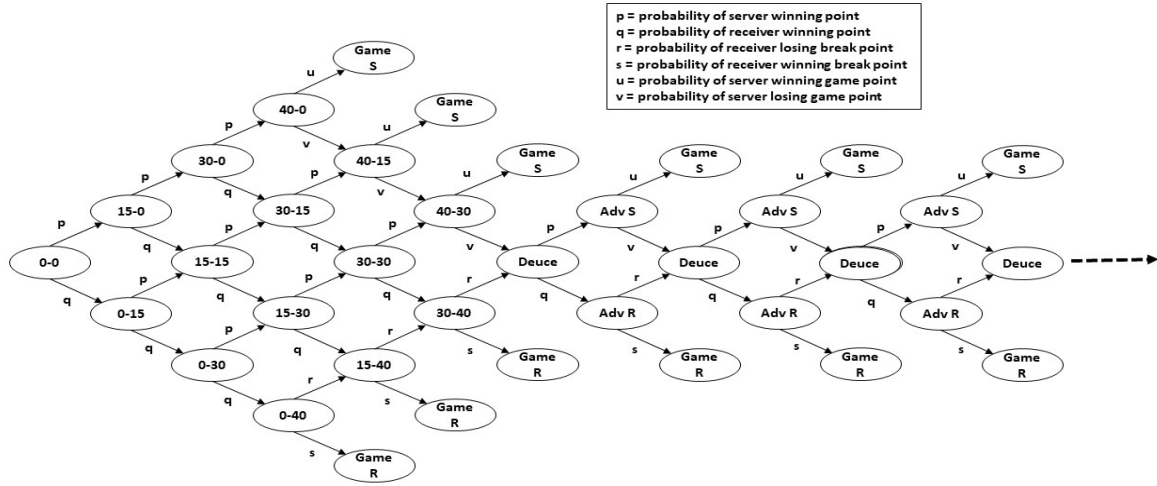 p = probability of server winning point
q = probability of receiver winning point
r = probability of receiver losing break point
s = probability of receiver winning break point
u = probability of server winning game point
v = probability of server losing game point
Game
S
u
40-0
Game
S
p
v
u
30-0
40-15
Game
S
Game
S
Game
S
Game
S
p
q
p
v
u
u
u
u
15-0
30-15
40-30
Adv S
Adv S
Adv S
p
q
p
q
p
v
p
v
p
v
p
v
0-0
15-15
30-30
Deuce
Deuce
Deuce
Deuce
q
p
q
p
q
r
q
r
q
r
q
r
0-15
15-30
30-40
Adv R
Adv R
Adv R
q
p
q
r
s
s
s
s
0-30
15-40
Game
R
Game
R
Game
R
Game
R
q
r
s
0-40
Game
R
s
Game
R